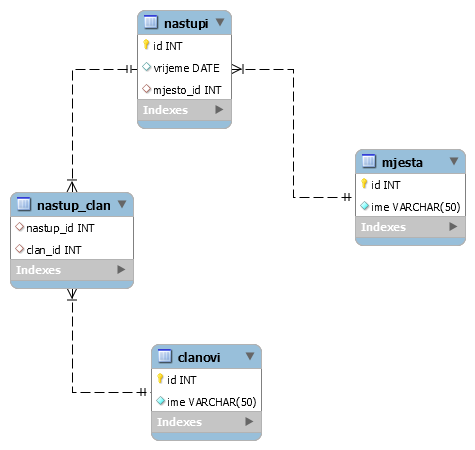 nastupi
id INT
vrijeme DATE
mjesto_id INT
Indexes
mjesta
id INT
ime VARCHAR(50)
Indexes
nastup_clan
nastup_id INT
clan_id INT
Indexes
clanovi
id INT
ime VARCHAR(50)
Indexes